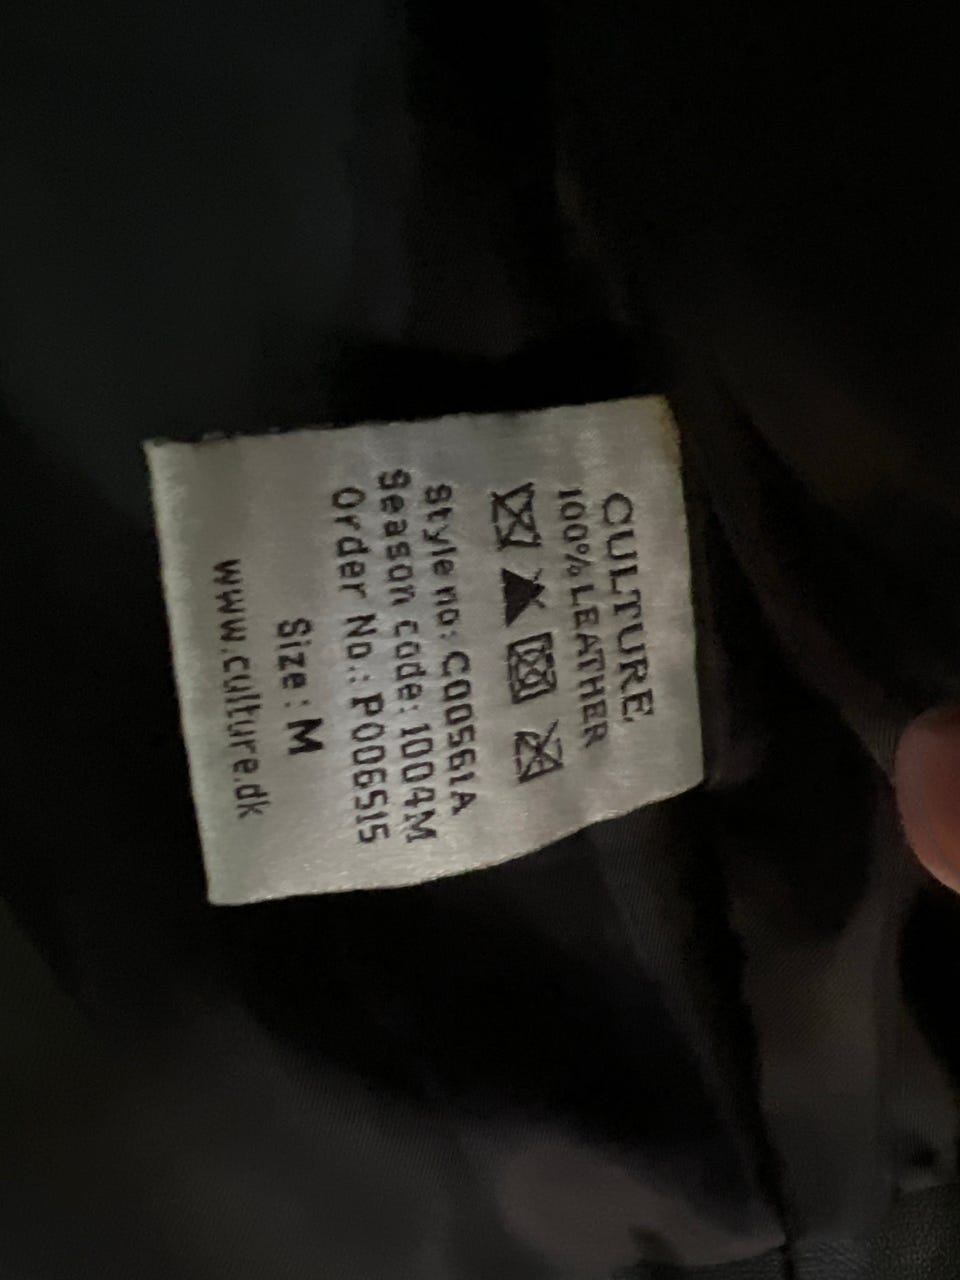 CULTURE.
100% LEATHER
Style no: C00561A
Season code: 1004M
Order No.: P006515
Size: M
www.culture.dk